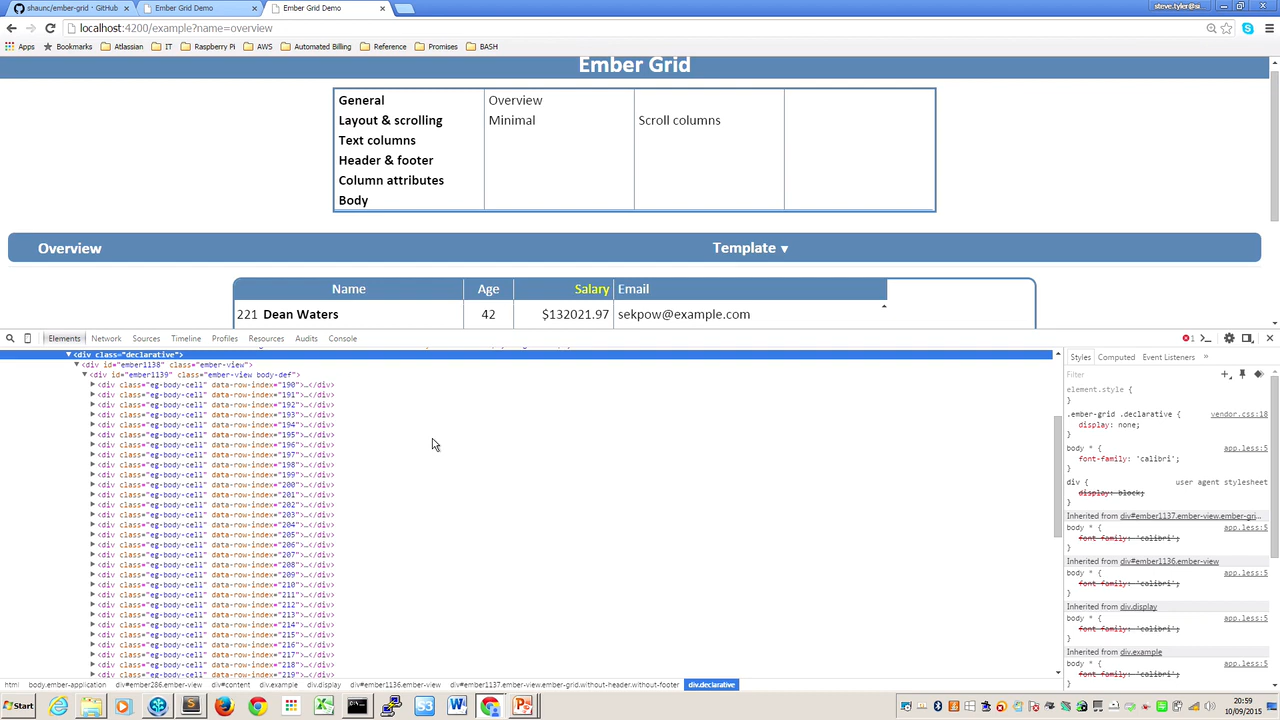 shaunc/ember-grid · GitHub
Ember Grid Demo
Ember Grid Demo
steve.tyler@si...
localhost:4200/example?name=overview
Apps
Bookmarks
Atlassian
IT
Raspberry Pi
AWS
Automated Billing
Reference
Promises
BASH
Ember Grid
General
Overview
Layout & scrolling
Minimal
Scroll columns
Text columns
Header & footer
Column attributes
Body
Overview
Template ▼
Name
Age
Salary
Email
221 Dean Waters
42
$132021.97
sekpow@example.com
Elements
Network
Sources
Timeline
Profiles
Resources
Audits
Console
1
<div class="declarative">
<div id="ember1138" class="ember-view">
<div id="ember1139" class="ember-view body-def">
<div class="eg-body-cell" data-row-index="190">…</div>
<div class="eg-body-cell" data-row-index="191">…</div>
<div class="eg-body-cell" data-row-index="192">…</div>
<div class="eg-body-cell" data-row-index="193">…</div>
<div class="eg-body-cell" data-row-index="194">…</div>
<div class="eg-body-cell" data-row-index="195">…</div>
<div class="eg-body-cell" data-row-index="196">…</div>
<div class="eg-body-cell" data-row-index="197">…</div>
<div class="eg-body-cell" data-row-index="198">…</div>
<div class="eg-body-cell" data-row-index="199">…</div>
<div class="eg-body-cell" data-row-index="200">…</div>
<div class="eg-body-cell" data-row-index="201">…</div>
<div class="eg-body-cell" data-row-index="202">…</div>
<div class="eg-body-cell" data-row-index="203">…</div>
<div class="eg-body-cell" data-row-index="204">…</div>
<div class="eg-body-cell" data-row-index="205">…</div>
<div class="eg-body-cell" data-row-index="206">…</div>
<div class="eg-body-cell" data-row-index="207">…</div>
<div class="eg-body-cell" data-row-index="208">…</div>
<div class="eg-body-cell" data-row-index="209">…</div>
<div class="eg-body-cell" data-row-index="210">…</div>
<div class="eg-body-cell" data-row-index="211">…</div>
<div class="eg-body-cell" data-row-index="212">…</div>
<div class="eg-body-cell" data-row-index="213">…</div>
<div class="eg-body-cell" data-row-index="214">…</div>
<div class="eg-body-cell" data-row-index="215">…</div>
<div class="eg-body-cell" data-row-index="216">…</div>
<div class="eg-body-cell" data-row-index="217">…</div>
<div class="eg-body-cell" data-row-index="218">…</div>
<div class="eg-body-cell" data-row-index="219">…</div>
Styles
Computed
Event Listeners
»
Filter
element.style {
}
.ember-grid .declarative {
vendor.css:18
display: none;
}
body * {
app.less:5
font-family: 'calibri';
}
div {
user agent stylesheet
display: block;
}
Inherited from div#ember1137.ember-view.ember-gri…
body * {
app.less:5
font-family: 'calibri';
}
Inherited from div#ember1136.ember-view
body * {
app.less:5
font-family: 'calibri';
}
Inherited from div.display
body * {
app.less:5
font-family: 'calibri';
}
Inherited from div.example
body * {
app.less:5
font-family: 'calibri';
}
html
body.ember-application
div#ember286.ember-view
div#content
div.example
div.display
div#ember1136.ember-view
div#ember1137.ember-view.ember-grid.without-header.without-footer
div.declarative
Start
20:59
10/09/2015